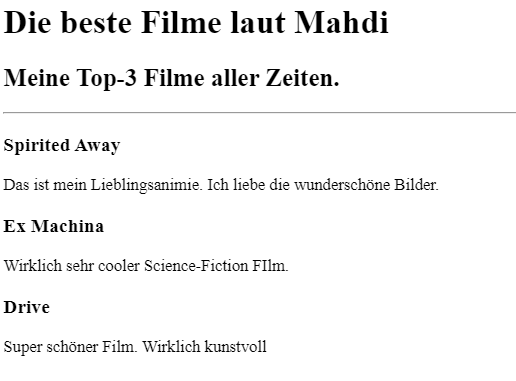 Die beste Filme laut Mahdi
Meine Top-3 Filme aller Zeiten.
Spirited Away
Das ist mein Lieblingsanimie. Ich liebe die wunderschöne Bilder.
Ex Machina
Wirklich sehr cooler Science-Fiction FIlm.
Drive
Super schöner Film. Wirklich kunstvoll